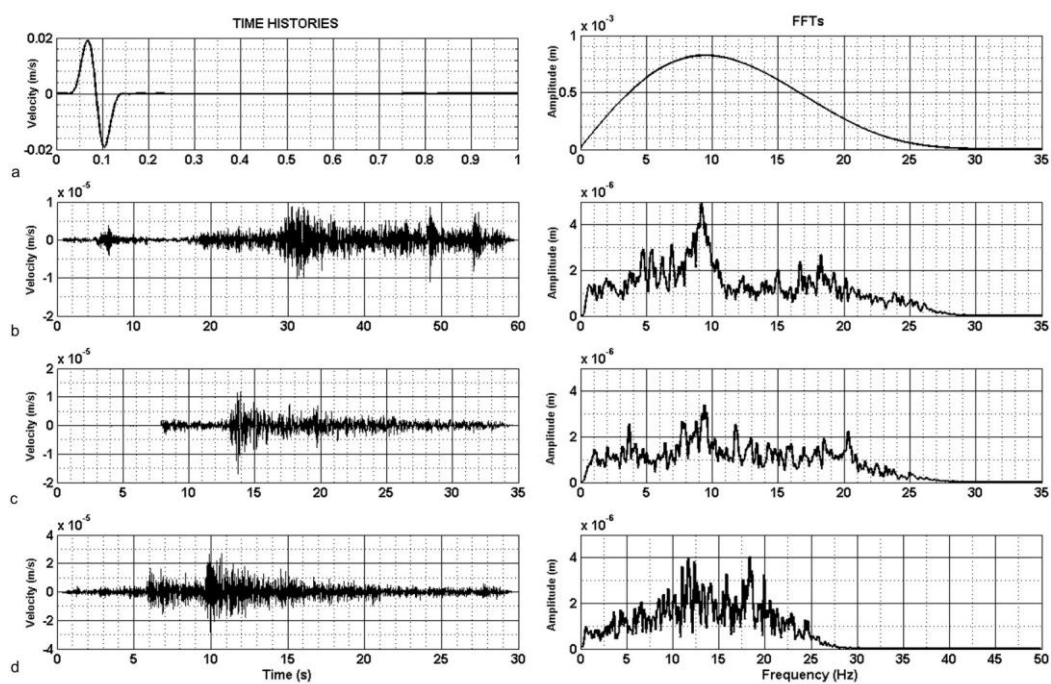 TIME HISTORIES
FFTs
x 10-3
0.02
0
-0.02
Velocity (m/s)
0 0.1 0.2 0.3 0.4 0.5 0.6 0.7 0.8 0.9 1
1
0.5
0
Amplitude (m)
0 5 10 15 20 25 30 35
a
x 10-5
1
0
-1
-2
Velocity (m/s)
0 10 20 30 40 50 60
x 10-6
4
2
0
Amplitude (m)
0 5 10 15 20 25 30 35
b
x 10-5
2
1
0
-1
-2
Velocity (m/s)
0 5 10 15 20 25 30 35
x 10-6
4
2
0
Amplitude (m)
0 5 10 15 20 25 30 35
c
x 10-5
4
2
0
-2
-4
Velocity (m/s)
0 5 10 15 20 25 30
Time (s)
x 10-6
4
2
0
Amplitude (m)
0 5 10 15 20 25 30 35 40 45 50
Frequency (Hz)
d